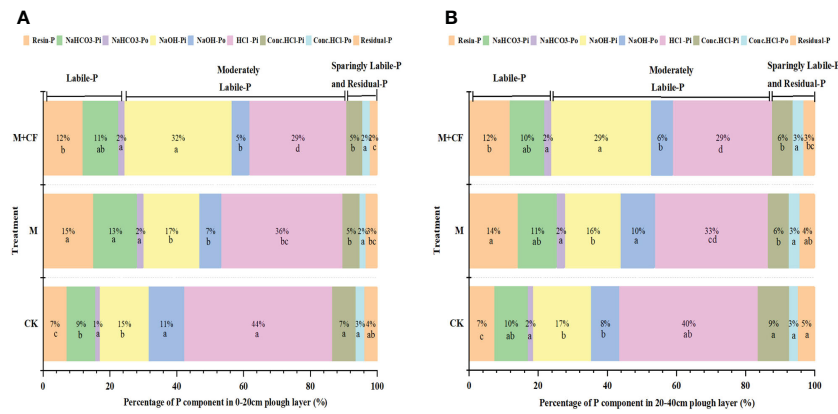 A
Resin-P NaHCO3-Pi NaHCO3-Po NaOH-Pi NaOH-Po HCl -Pi Conc.HCl-Pi Conc.HCl-Po Residual-P
Labile-P
Moderately
Labile-P
Sparingly Labile-P
and Residual-P
M+CF
12% 11% 2% 32% 5% 29% 5% 2% 2%
b ab a a b d b a c
M
15% 13% 2% 17% 7% 36% 5% 2% 3%
a a a b b bc b a bc
CK
7% 9% 1% 15% 11% 44% 7% 3% 4%
c b a b a a a a ab
Treatment
0 20 40 60 80 100
Percentage of P component in 0-20cm plough layer (%)
B
Resin-P NaHCO3-Pi NaHCO3-Po NaOH-Pi NaOH-Po HCl -Pi Conc.HCl-Pi Conc.HCl-Po Residual-P
Labile-P
Moderately
Labile-P
Sparingly Labile-P
and Residual-P
M+CF
12% 10% 2% 29% 6% 29% 6% 3% 3%
b ab a a b d b a bc
M
14% 11% 2% 16% 10% 33% 6% 3% 4%
a ab a b a cd b a ab
CK
7% 10% 2% 17% 8% 40% 9% 3% 5%
c ab a b b ab a a a
Treatment
0 20 40 60 80 100
Percentage of P component in 20-40cm plough layer (%)